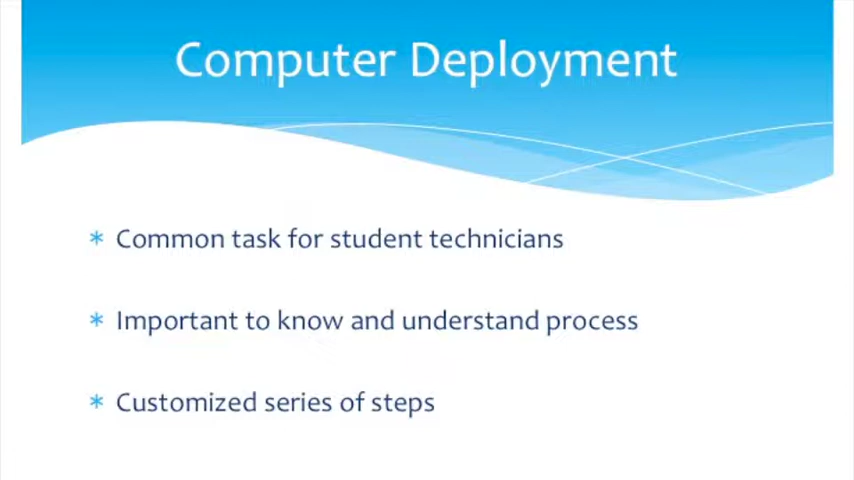 Computer Deployment
* Common task for student technicians
* Important to know and understand process
* Customized series of steps